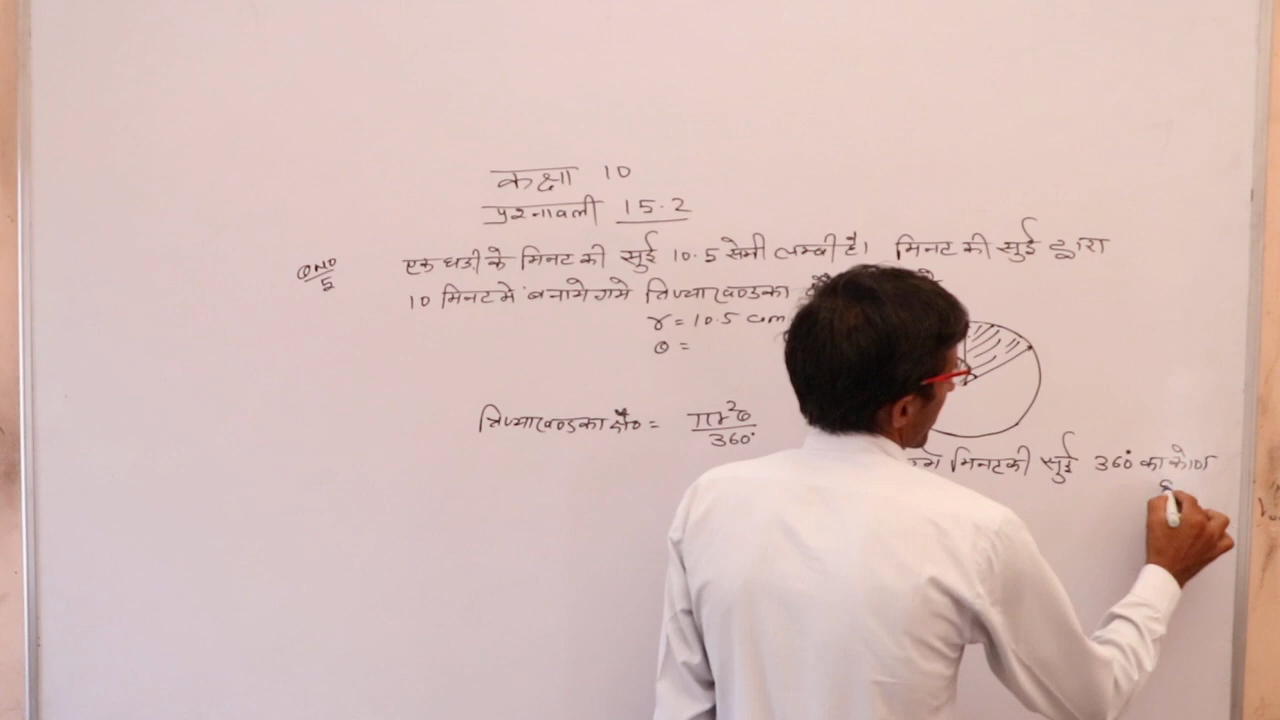 कक्षा 10
प्रश्नावली 15.2
QNO 5
एक घडी के मिनट की सुई 10.5 सेमी लम्बी है। मिनट की सुई द्वारा
10 मिनट मे बनाये गये त्रिज्याखण्ड का
r = 10.5 cm
θ =
त्रिज्याखण्ड का क्षे० = πr²θ / 360°
मिनट की सुई 360° का कोण